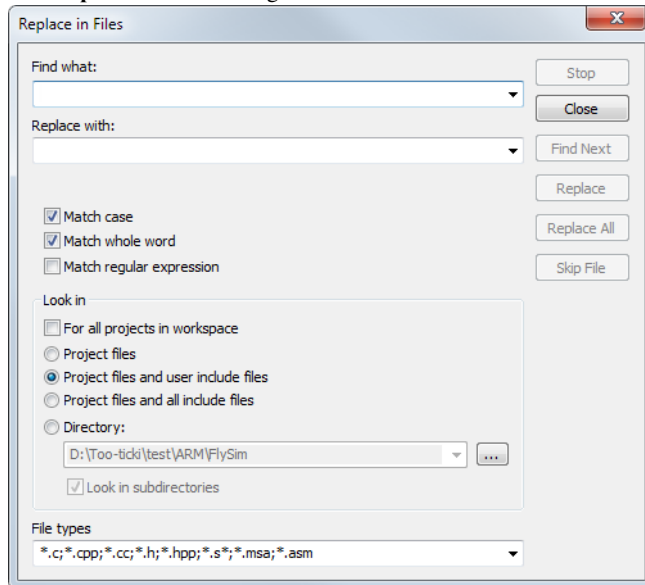 Replace in Files
Find what:
Stop
Close
Replace with:
Find Next
Replace
Match case
Replace All
Match whole word
Match regular expression
Skip File
Look in
For all projects in workspace
Project files
Project files and user include files
Project files and all include files
Directory:
D:\Too-ticki\test\ARM\FlySim
...
Look in subdirectories
File types
*.c;*.cpp;*.cc;*.h;*.hpp;*.s*;*.msa;*.asm